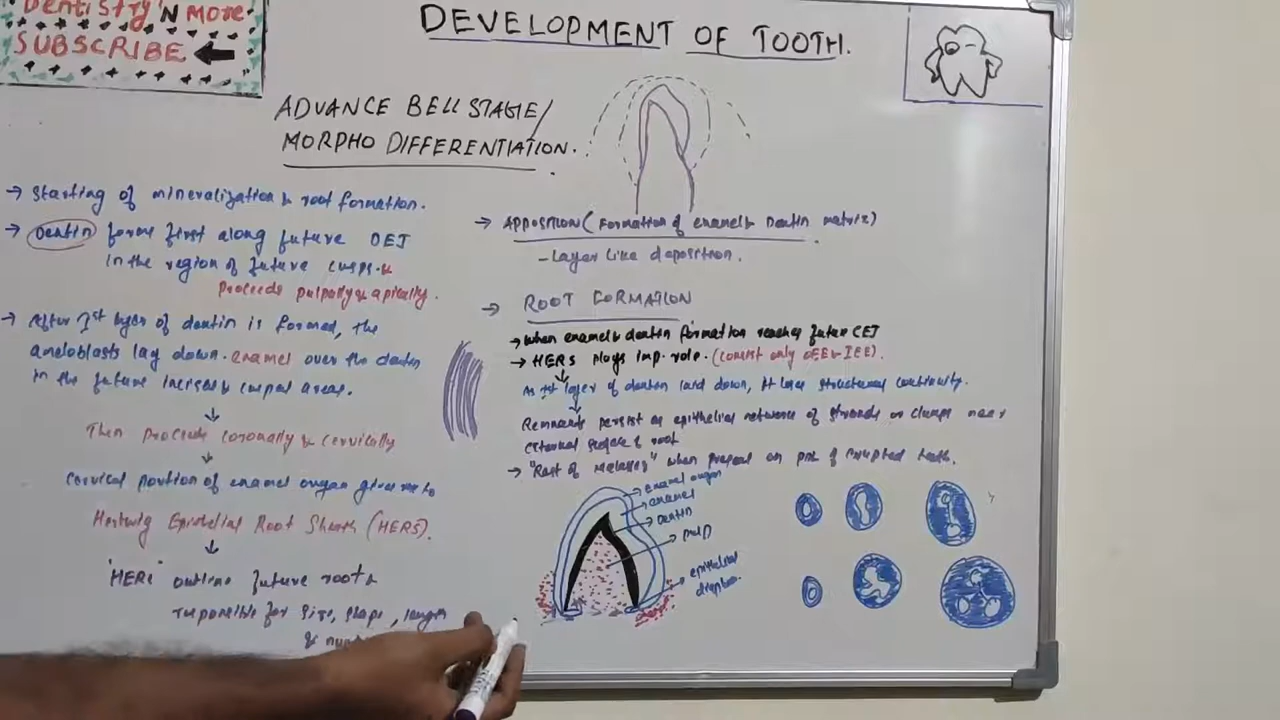 Dentistry 'N More
SUBSCRIBE
DEVELOPMENT OF TOOTH.
ADVANCE BELL STAGE/
MORPHO DIFFERENTIATION.
→ Starting of mineralization & root formation.
→ Dentin forms first along future DEJ
in the region of future cusps &
proceeds pulpally & apically.
→ After 1st layer of dentin is formed, the
ameloblasts lay down enamel over the dentin
in the future incisal & cuspal areas.
↓
Then proceeds coronally & cervically
↓
Cervical portion of enamel organ gives rise to
Hertwig Epithelial Root Sheath (HERS).
↓
'HERS' outline future roots
responsible for size, shape, length
&
→ APPOSITION (Formation of enamel & Dentin matrix)
- Layer like deposition.
→ ROOT FORMATION
→ When enamel & dentin formation reaches future CEJ
→ HERS plays imp. role. (consist only OEE & IEE).
↓
As 1st layer of dentin laid down, it lose structural continuity.
↓
Remnants persist as epithelial network of strands or clumps near
external surface of root
→ "Rest of Malassez" when present on PDL of erupted teeth.
enamel organ
enamel
Dentin
pulp
epithelial